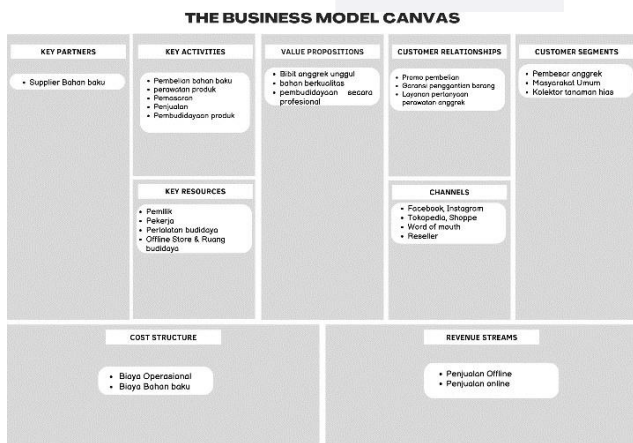 THE BUSINESS MODEL CANVAS
KEY PARTNERS
• Supplier Bahan baku
KEY ACTIVITIES
• Pembelian bahan baku
• perawatan produk
• Pemasaran
• Penjualan
• Pembudidayaan produk
KEY RESOURCES
• Pemilik
• Pekerja
• Perlalatan budidaya
• Offline Store & Ruang
budidaya
VALUE PROPOSITIONS
• Bibit anggrek unggul
• bahan berkualitas
• pembudidayaan secara
profesional
CUSTOMER RELATIONSHIPS
• Promo pembelian
• Garansi penggantian barang
• Layanan pertanyaan
perawatan anggrek
CHANNELS
• Facebook, Instagram
• Tokopedia, Shoppe
• Word of mouth
• Reseller
CUSTOMER SEGMENTS
• Pembesar anggrek
• Masyarakat Umum
• Kolektor tanaman hias
COST STRUCTURE
• Biaya Operasional
• Biaya Bahan baku
REVENUE STREAMS
• Penjualan Offline
• Penjualan online